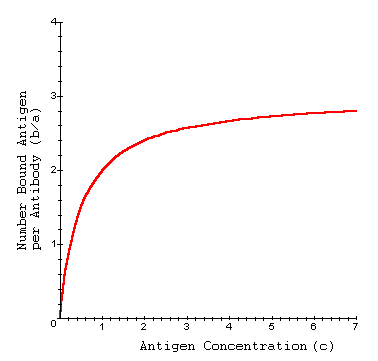 4
3
2
1
0
1 2 3 4 5 6 7
Number Bound Antigen
per Antibody (b/a)
Antigen Concentration (c)